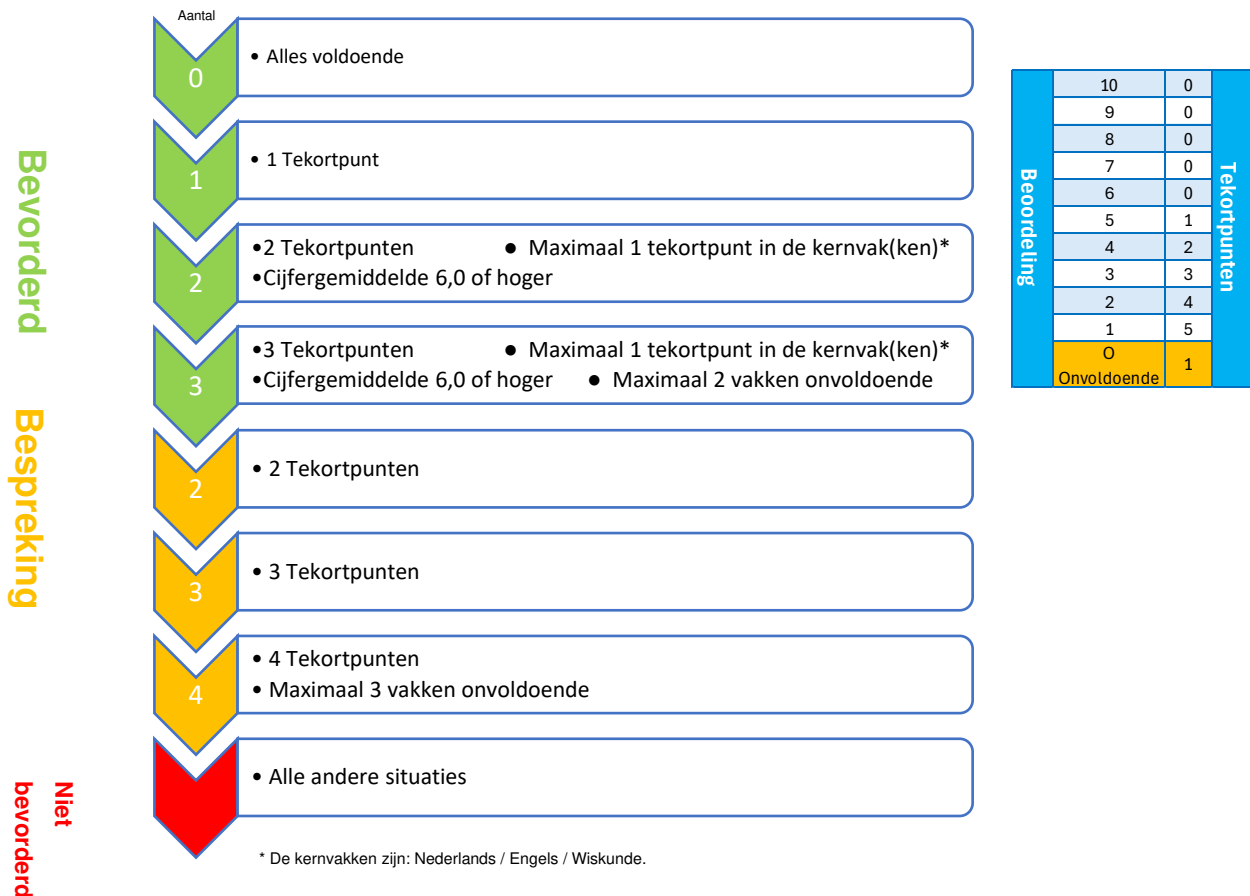 Aantal
Bevorderd
Bespreking
Niet
bevorderd
0
• Alles voldoende
1
• 1 Tekortpunt
2
•2 Tekortpunten ● Maximaal 1 tekortpunt in de kernvak(ken)*
•Cijfergemiddelde 6,0 of hoger
3
•3 Tekortpunten ● Maximaal 1 tekortpunt in de kernvak(ken)*
•Cijfergemiddelde 6,0 of hoger ● Maximaal 2 vakken onvoldoende
2
• 2 Tekortpunten
3
• 3 Tekortpunten
4
• 4 Tekortpunten
• Maximaal 3 vakken onvoldoende
• Alle andere situaties
* De kernvakken zijn: Nederlands / Engels / Wiskunde.
Beoordeling
Tekortpunten
10 0
9 0
8 0
7 0
6 0
5 1
4 2
3 3
2 4
1 5
O
Onvoldoende 1